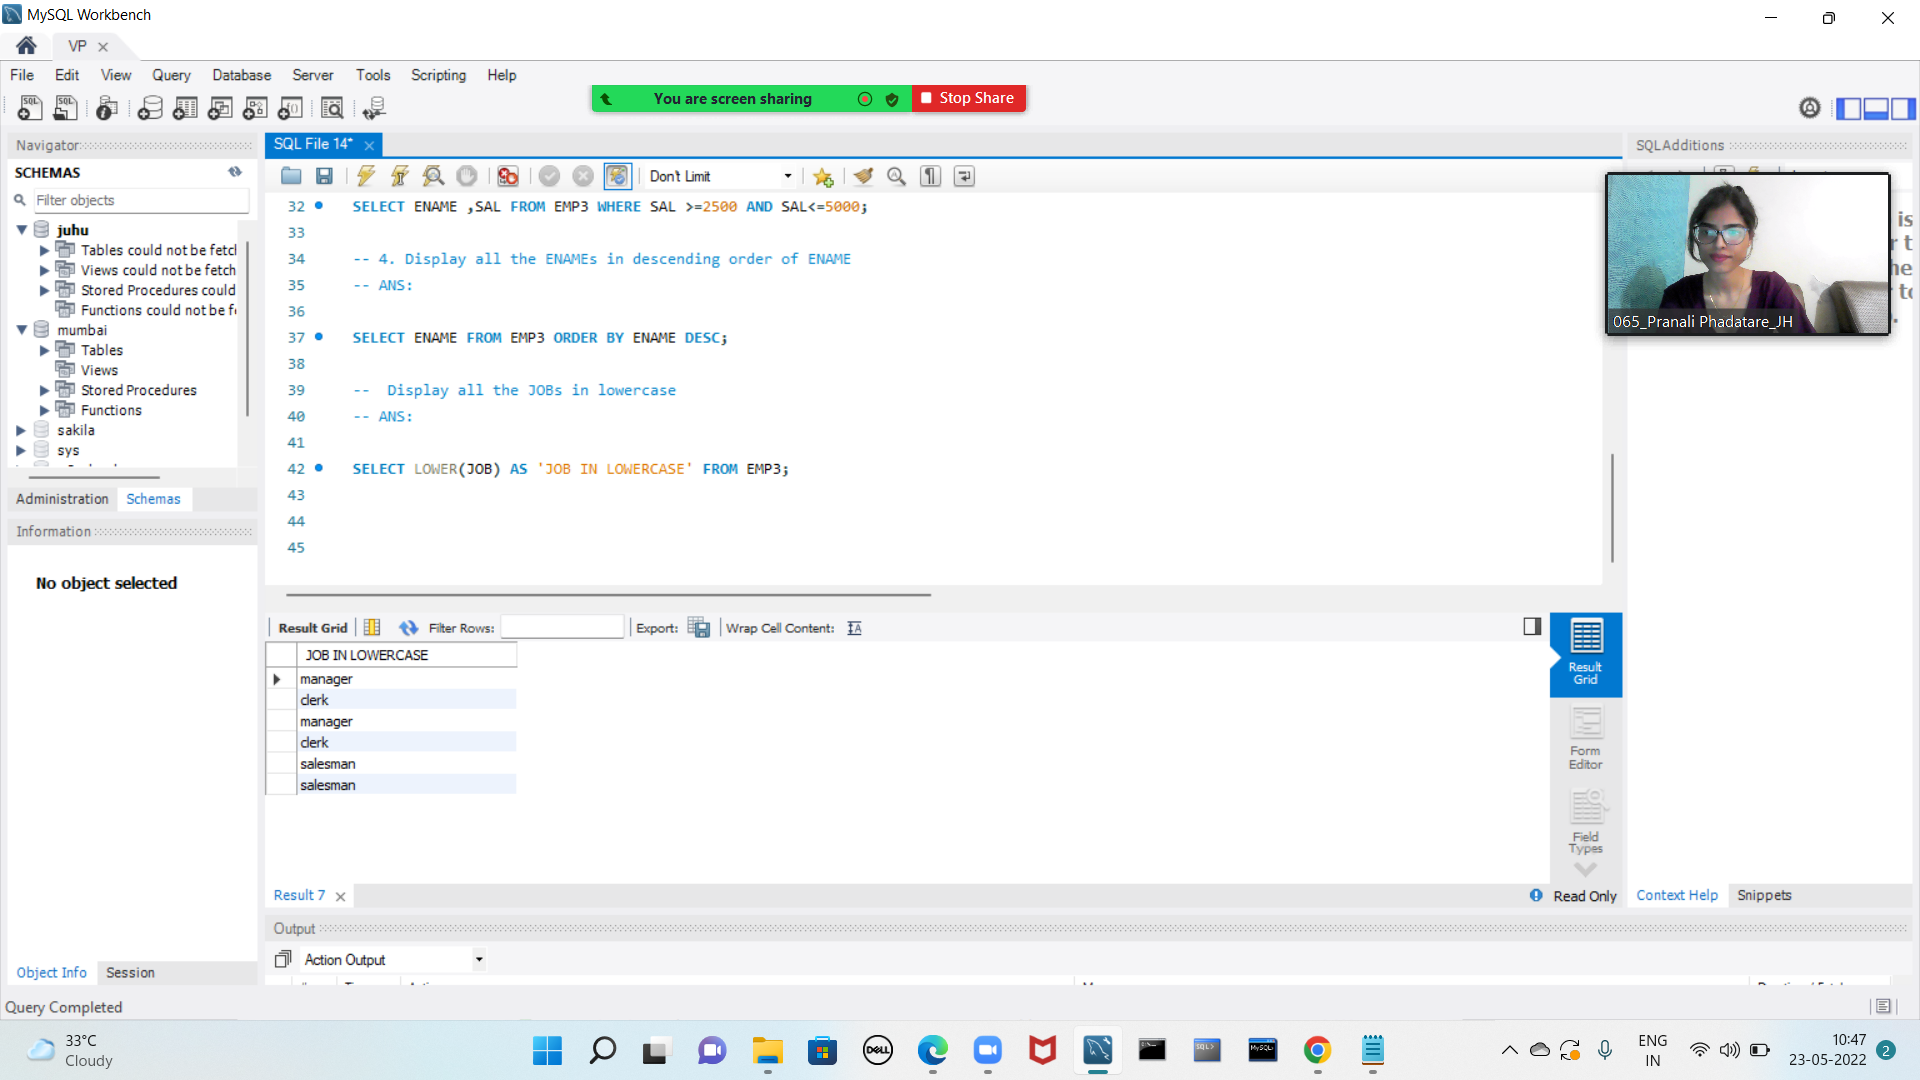 MySQL Workbench
VP
File Edit View Query Database Server Tools Scripting Help
You are screen sharing
Stop Share
Navigator
SCHEMAS
Filter objects
juhu
Tables could not be fetch
Views could not be fetch
Stored Procedures could
Functions could not be f
mumbai
Tables
Views
Stored Procedures
Functions
sakila
sys
Administration Schemas
Information
No object selected
Object Info Session
Query Completed
SQL File 14*
Don't Limit
32 SELECT ENAME ,SAL FROM EMP3 WHERE SAL >=2500 AND SAL<=5000;
33
34 -- 4. Display all the ENAMEs in descending order of ENAME
35 -- ANS:
36
37 SELECT ENAME FROM EMP3 ORDER BY ENAME DESC;
38
39 --  Display all the JOBs in lowercase
40 -- ANS:
41
42 SELECT LOWER(JOB) AS 'JOB IN LOWERCASE' FROM EMP3;
43
44
45
Result Grid Filter Rows: Export: Wrap Cell Content:
JOB IN LOWERCASE
manager
clerk
manager
clerk
salesman
salesman
Result Grid
Form Editor
Field Types
Result 7
Read Only
Output
Action Output
SQLAdditions
065_Pranali Phadatare_JH
Context Help Snippets
33°C
Cloudy
DELL
SQL>
MySQL
ENG
IN
10:47
23-05-2022
2